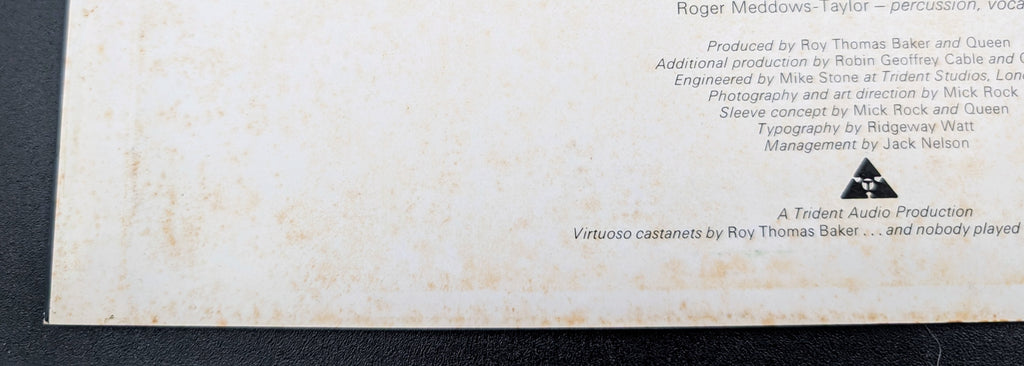 Roger Meddows-Taylor – percussion,
Produced by Roy Thomas Baker and Queen
Additional production by Robin Geoffrey Cable and
Engineered by Mike Stone at Trident Studios,
Photography and art direction by Mick Rock
Sleeve concept by Mick Rock and Queen
Typography by Ridgeway Watt
Management by Jack Nelson
A Trident Audio Production
Virtuoso castanets by Roy Thomas Baker . . . and nobody played